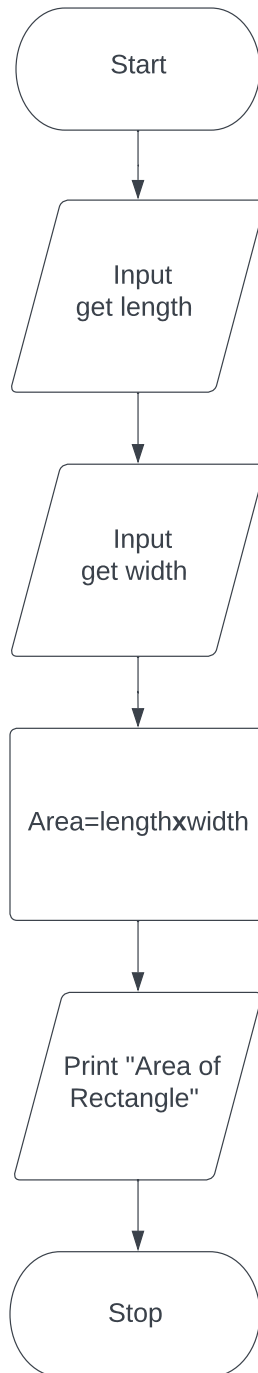 Start
Input
get length
Input
get width
Area=lengthxwidth
Print "Area of
Rectangle"
Stop